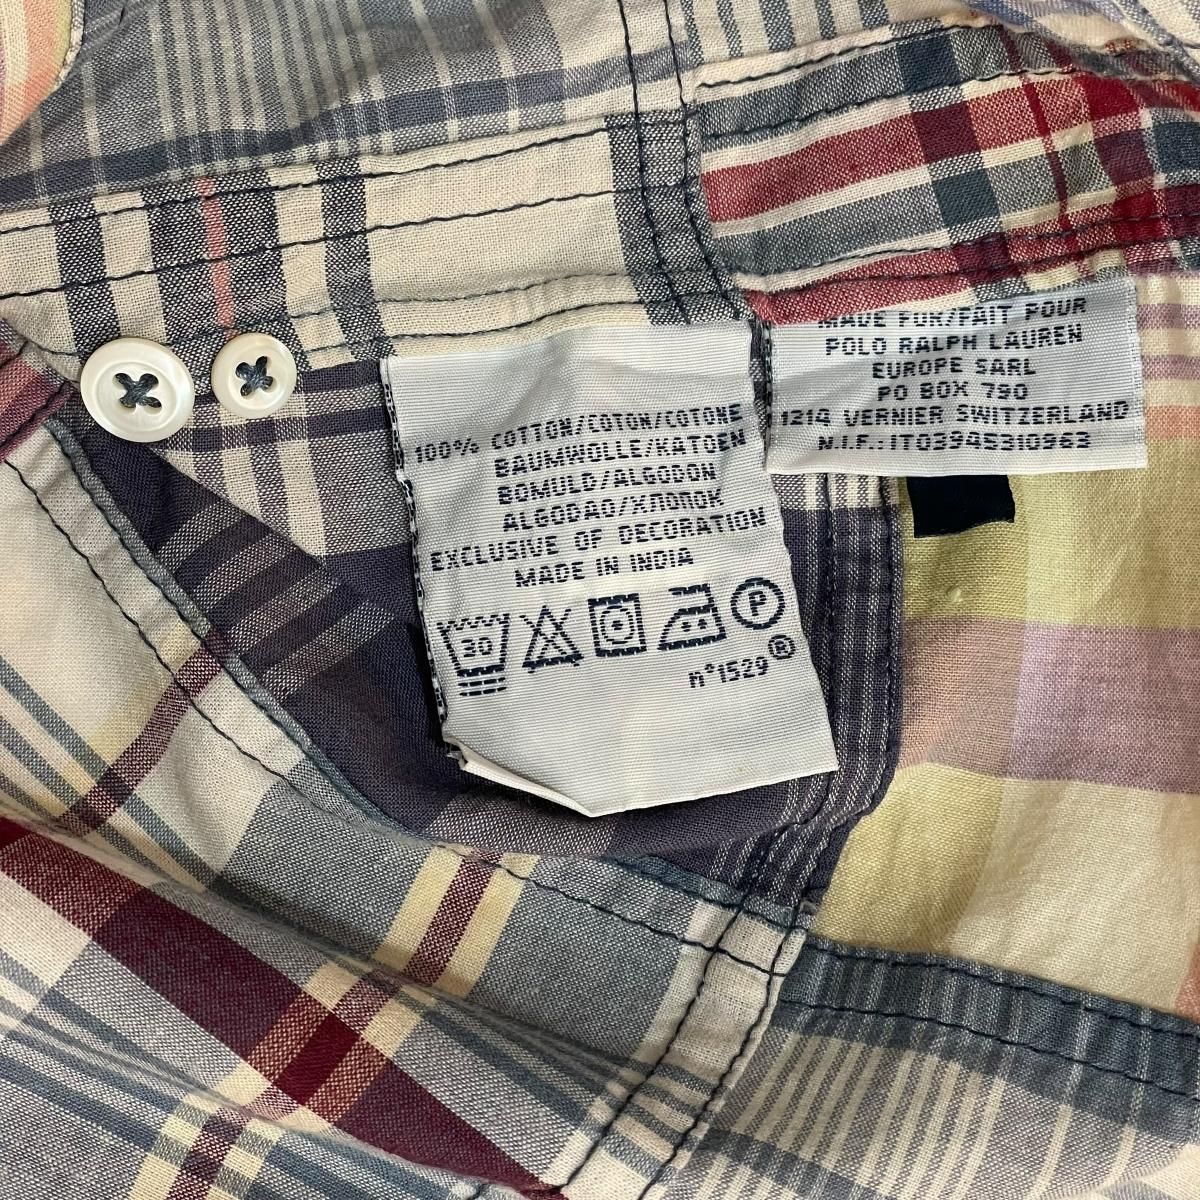 100% COTTON/COTON/COTONE
BAUMWOLLE/KATOEN
BOMULD/ALGODON
ALGODAO/ХЛОПОК
EXCLUSIVE OF DECORATION
MADE IN INDIA
30
P
n°1529®
MADE FOR/FAIT POUR
POLO RALPH LAUREN
EUROPE SARL
PO BOX 790
1214 VERNIER SWITZERLAND
N.I.F.:IT03945310963